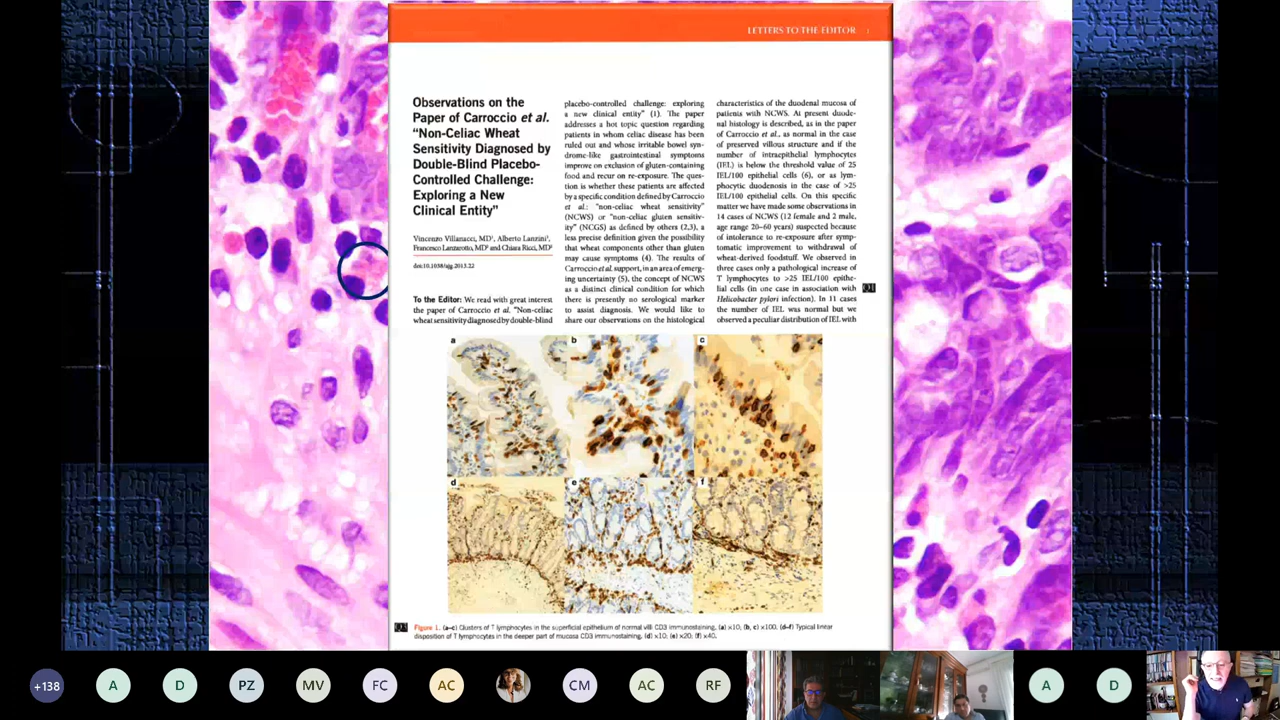 LETTERS TO THE EDITOR 1
Observations on the
Paper of Carroccio et al.
“Non-Celiac Wheat
Sensitivity Diagnosed by
Double-Blind Placebo-
Controlled Challenge:
Exploring a New
Clinical Entity”
Vincenzo Villanacci, MD¹, Alberto Lanzini²,
Francesco Lanzarotto, MD² and Chiara Ricci, MD²
doi:10.1038/ajg.2013.22
To the Editor: We read with great interest
the paper of Carroccio et al. “Non-celiac
wheat sensitivity diagnosed by double-blind
placebo-controlled challenge: exploring
a new clinical entity” (1). The paper
addresses a hot topic question regarding
patients in whom celiac disease has been
ruled out and whose irritable bowel syn-
drome-like gastrointestinal symptoms
improve on exclusion of gluten-containing
food and recur on re-exposure. The ques-
tion is whether these patients are affected
by a specific condition defined by Carroccio
et al.: “non-celiac wheat sensitivity”
(NCWS) or “non-celiac gluten sensitiv-
ity” (NCGS) as defined by others (2,3), a
less precise definition given the possibility
that wheat components other than gluten
may cause symptoms (4). The results of
Carroccio et al. support, in an area of emerg-
ing uncertainty (5), the concept of NCWS
as a distinct clinical condition for which
there is presently no serological marker
to assist diagnosis. We would like to
share our observations on the histological
characteristics of the duodenal mucosa of
patients with NCWS. At present duode-
nal histology is described, as in the paper
of Carroccio et al., as normal in the case
of preserved villous structure and if the
number of intraepithelial lymphocytes
(IEL) is below the threshold value of 25
IEL/100 epithelial cells (6), or as lym-
phocytic duodenosis in the case of >25
IEL/100 epithelial cells. On this specific
matter we have made some observations in
14 cases of NCWS (12 female and 2 male,
age range 20–60 years) suspected because
of intolerance to re-exposure after symp-
tomatic improvement to withdrawal of
wheat-derived foodstuff. We observed in
three cases only a pathological increase of
T lymphocytes to >25 IEL/100 epithe-
lial cells (in one case in association with
Helicobacter pylori infection). In 11 cases
the number of IEL was normal but we
observed a peculiar distribution of IEL with
Q1
a b c
d e f
Figure 1. (a–c) Clusters of T lymphocytes in the superficial epithelium of normal villi CD3 immunostaining, (a) x10; (b, c) x100. (d–f) Typical linear
disposition of T lymphocytes in the deeper part of mucosa CD3 immunostaining, (d) x10; (e) x20; (f) x40.
+138 A D PZ MV FC AC CM AC RF A D